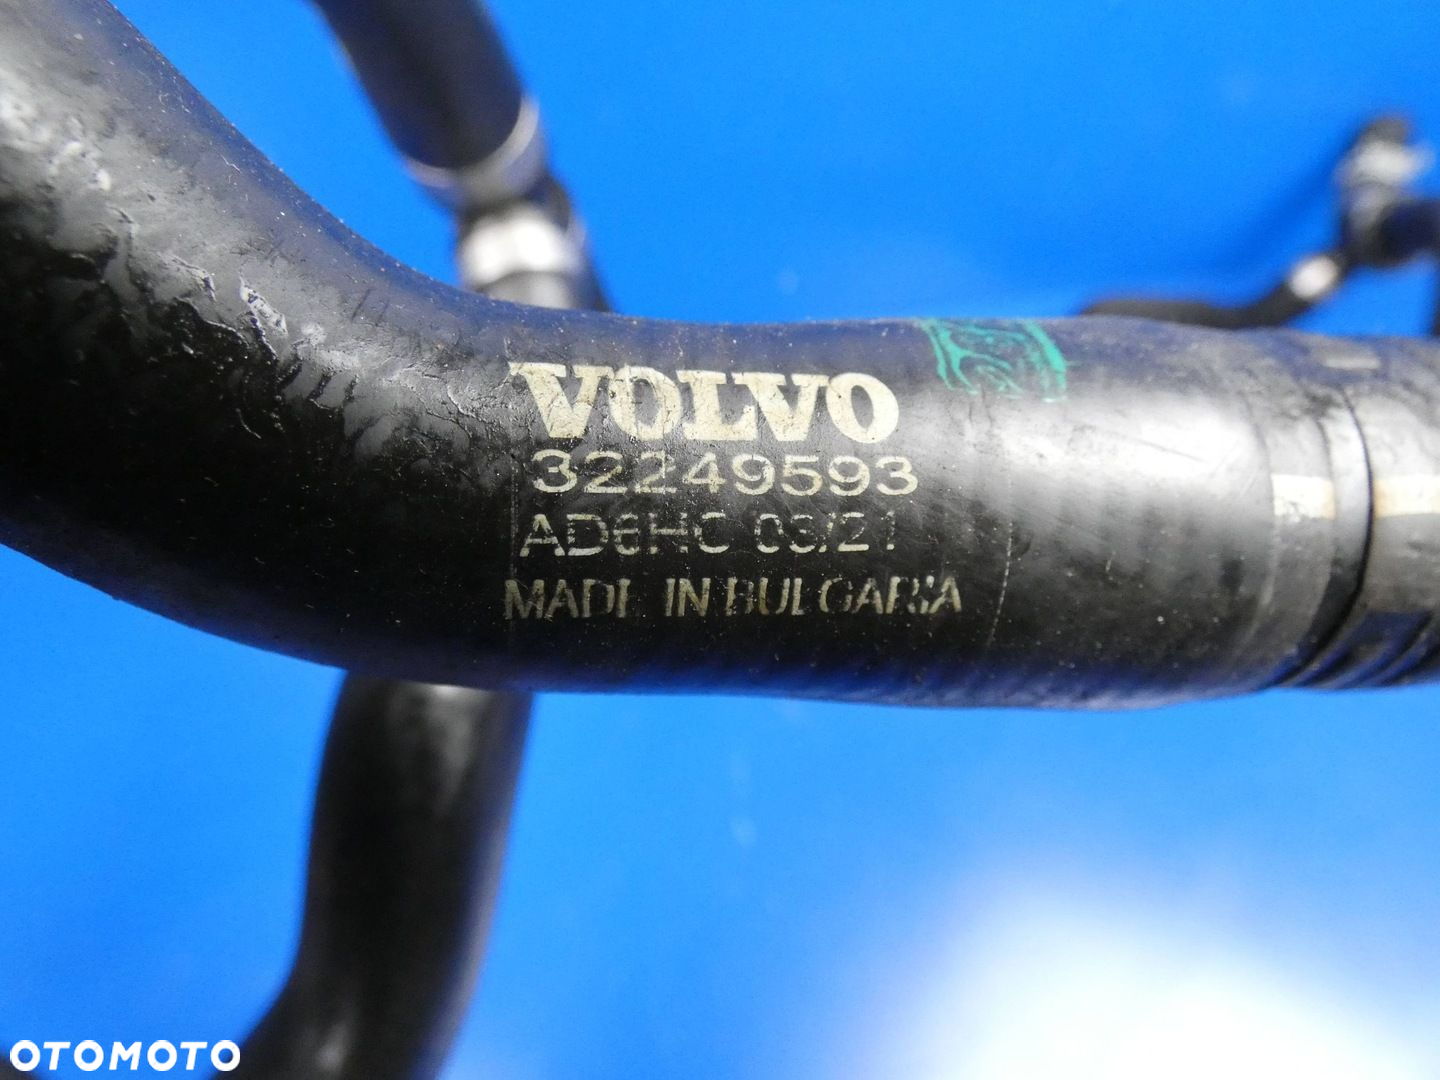 VOLVO
32249593
AD6HC 03/21
MADE IN BULGARIA
OTOMOTO